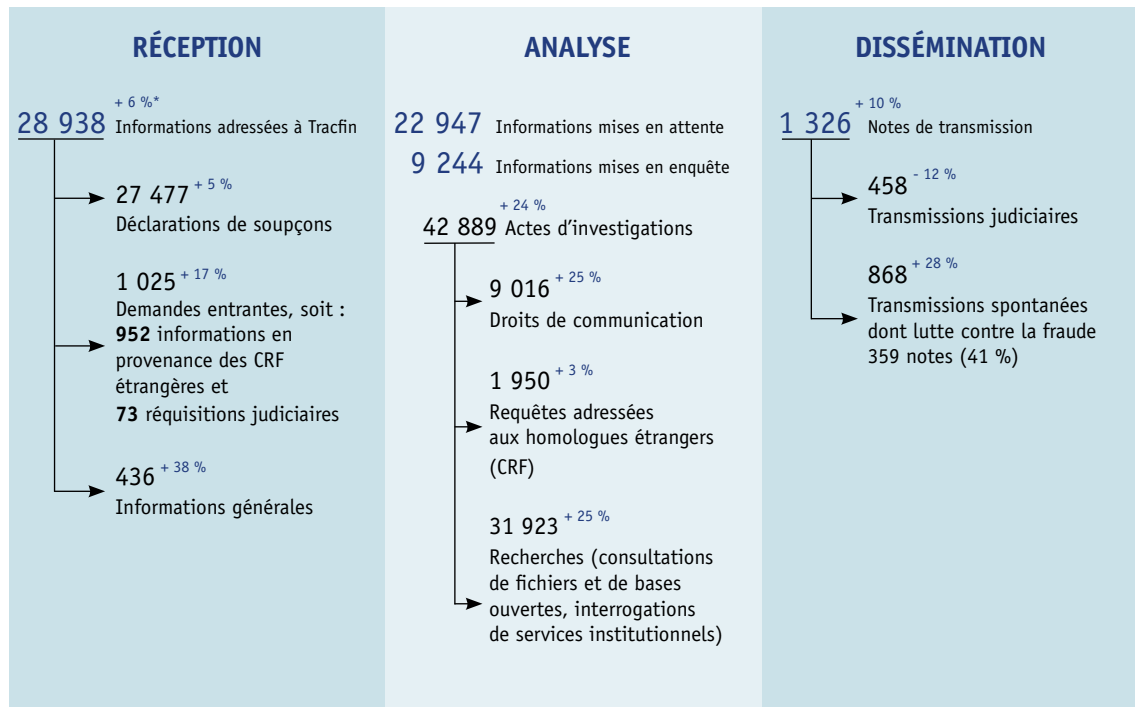 RÉCEPTION
+ 6 %*
28 938 Informations adressées à Tracfin
27 477 + 5 %
Déclarations de soupçons
1 025 + 17 %
Demandes entrantes, soit :
952 informations en
provenance des CRF
étrangères et
73 réquisitions judiciaires
436 + 38 %
Informations générales
ANALYSE
22 947 Informations mises en attente
9 244 Informations mises en enquête
+ 24 %
42 889 Actes d'investigations
9 016 + 25 %
Droits de communication
1 950 + 3 %
Requêtes adressées
aux homologues étrangers
(CRF)
31 923 + 25 %
Recherches (consultations
de fichiers et de bases
ouvertes, interrogations
de services institutionnels)
DISSÉMINATION
+ 10 %
1 326 Notes de transmission
458 - 12 %
Transmissions judiciaires
868 + 28 %
Transmissions spontanées
dont lutte contre la fraude
359 notes (41 %)